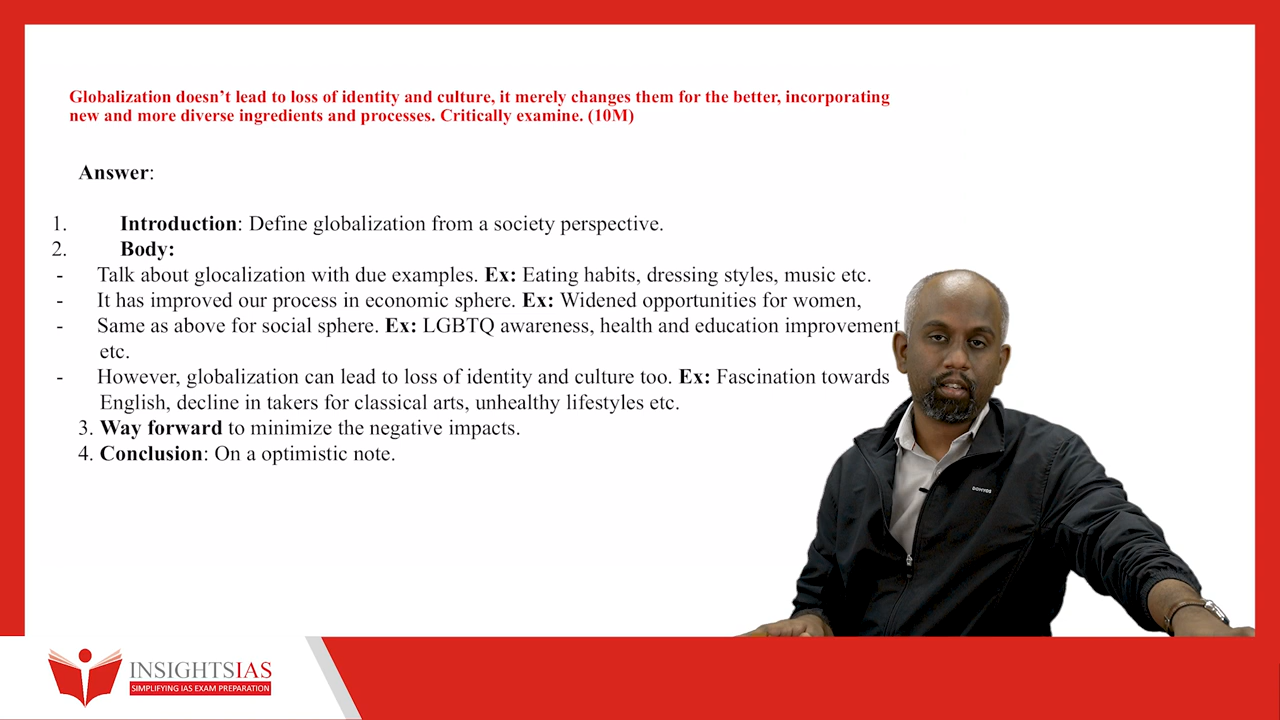 Globalization doesn’t lead to loss of identity and culture, it merely changes them for the better, incorporating
new and more diverse ingredients and processes. Critically examine. (10M)
Answer:
1. Introduction: Define globalization from a society perspective.
2. Body:
- Talk about glocalization with due examples. Ex: Eating habits, dressing styles, music etc.
- It has improved our process in economic sphere. Ex: Widened opportunities for women,
- Same as above for social sphere. Ex: LGBTQ awareness, health and education improvement
etc.
- However, globalization can lead to loss of identity and culture too. Ex: Fascination towards
English, decline in takers for classical arts, unhealthy lifestyles etc.
3. Way forward to minimize the negative impacts.
4. Conclusion: On a optimistic note.
INSIGHTSIAS
SIMPLIFYING IAS EXAM PREPARATION